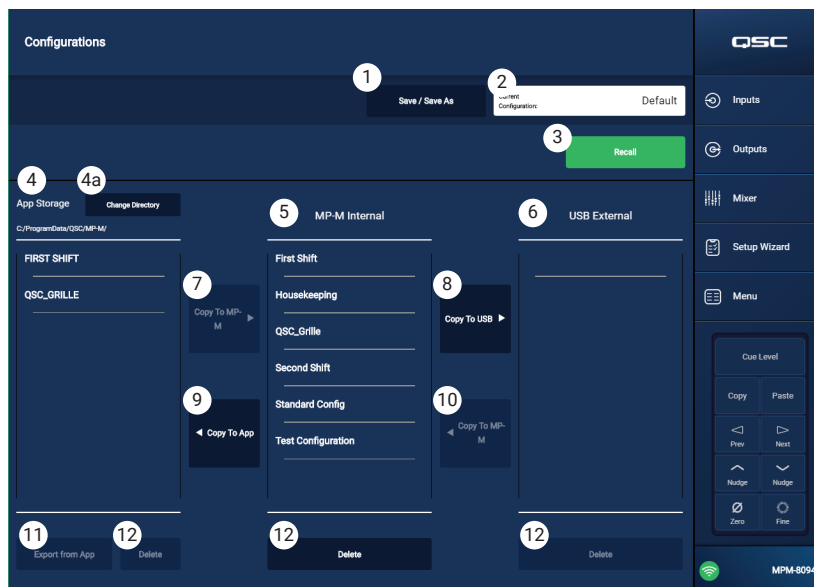 Configurations
QSC
1
2
Save / Save As
Current
Configuration:
Default
3
Recall
4
4a
App Storage
Change Directory
C:/ProgramData/QSC/MP-M/
5
MP-M Internal
6
USB External
FIRST SHIFT
QSC_GRILLE
First Shift
Housekeeping
QSC_Grille
Second Shift
Standard Config
Test Configuration
7
Copy To MP-
M
8
Copy To USB
9
Copy To App
10
Copy To MP-
M
11
Export from App
12
Delete
12
Delete
12
Delete
Inputs
Outputs
Mixer
Setup Wizard
Menu
Cue Level
Copy
Paste
Prev
Next
Nudge
Nudge
Zero
Fine
MPM-8094